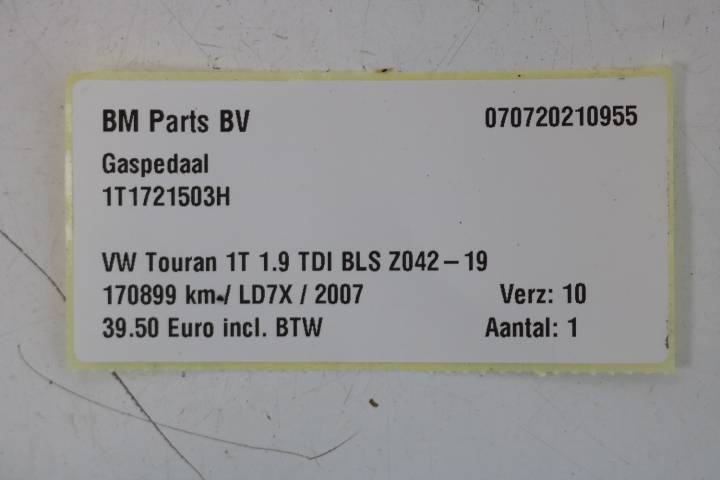 BM Parts BV 070720210955
Gaspedaal
1T1721503H
VW Touran 1T 1.9 TDI BLS Z042-19
170899 km / LD7X / 2007 Verz: 10
39.50 Euro incl. BTW Aantal: 1